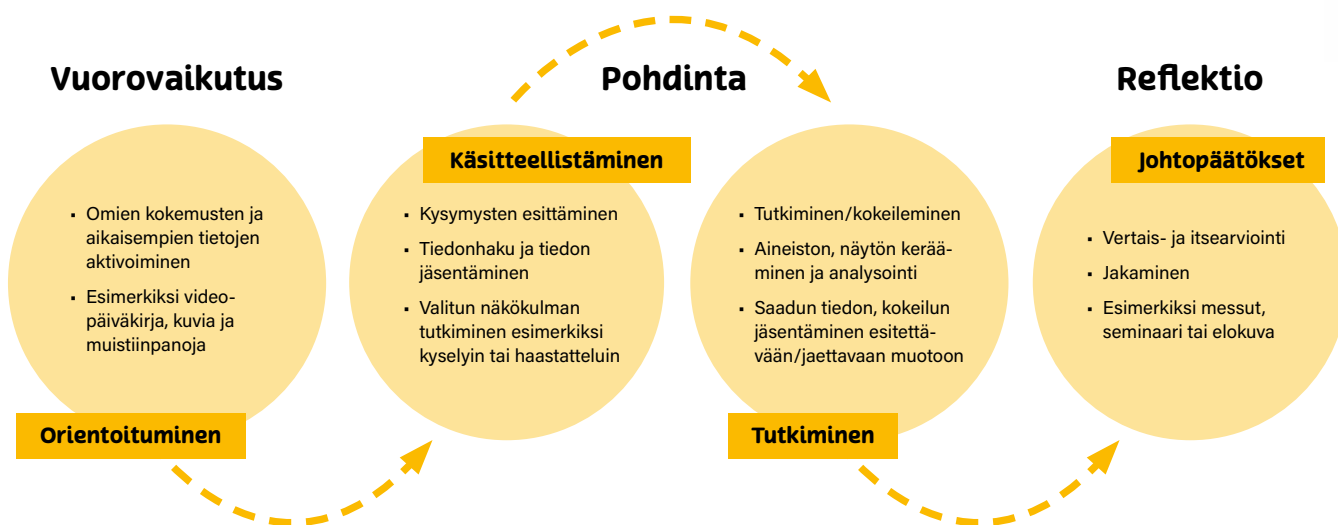 Vuorovaikutus
Omien kokemusten ja
aikaisempien tietojen
aktivoiminen
Esimerkiksi video-
päiväkirja, kuvia ja
muistiinpanoja
Orientoituminen
Pohdinta
Käsitteellistäminen
Kysymysten esittäminen
Tiedonhaku ja tiedon
jäsentäminen
Valitun näkökulman
tutkiminen esimerkiksi
kyselyin tai haastatteluin
Tutkiminen/kokeileminen
Aineiston, näytön kerää-
minen ja analysointi
Saadun tiedon, kokeilun
jäsentäminen esitettä-
vään/jaettavaan muotoon
Tutkiminen
Reflektio
Johtopäätökset
Vertais- ja itsearviointi
Jakaminen
Esimerkiksi messut,
seminaari tai elokuva